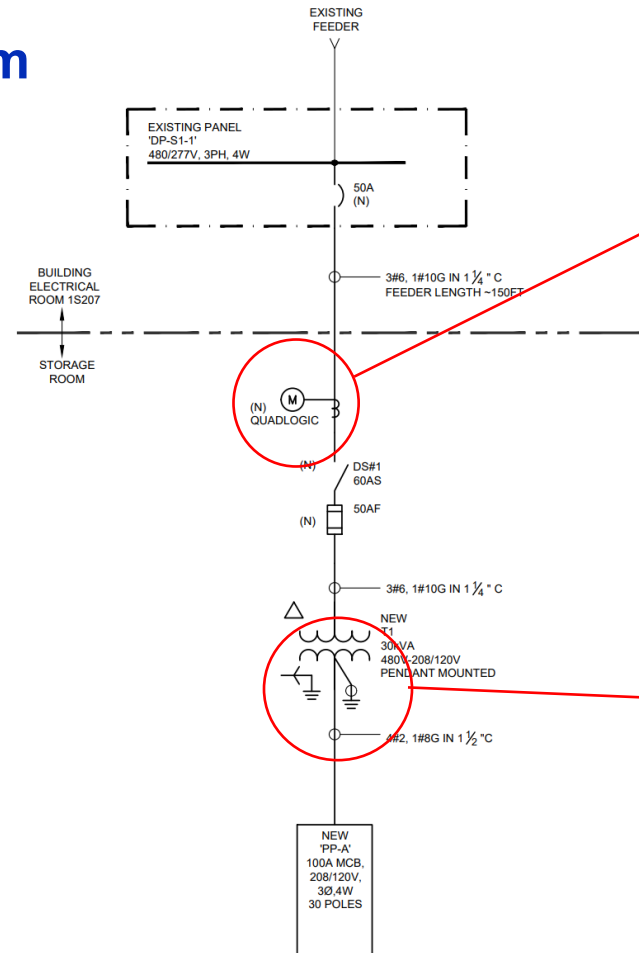 m
EXISTING
FEEDER
EXISTING PANEL
'DP-S1-1'
480/277V, 3PH, 4W
50A
(N)
3#6, 1#10G IN 1 1/4 " C
FEEDER LENGTH ~150FT
BUILDING
ELECTRICAL
ROOM 1S207
STORAGE
ROOM
M
(N)
QUADLOGIC
(N)
DS#1
60AS
50AF
(N)
3#6, 1#10G IN 1 1/4 " C
NEW
T1
30kVA
480V-208/120V
PENDANT MOUNTED
4#2, 1#8G IN 1 1/2 "C
NEW
'PP-A'
100A MCB,
208/120V,
3Ø,4W
30 POLES